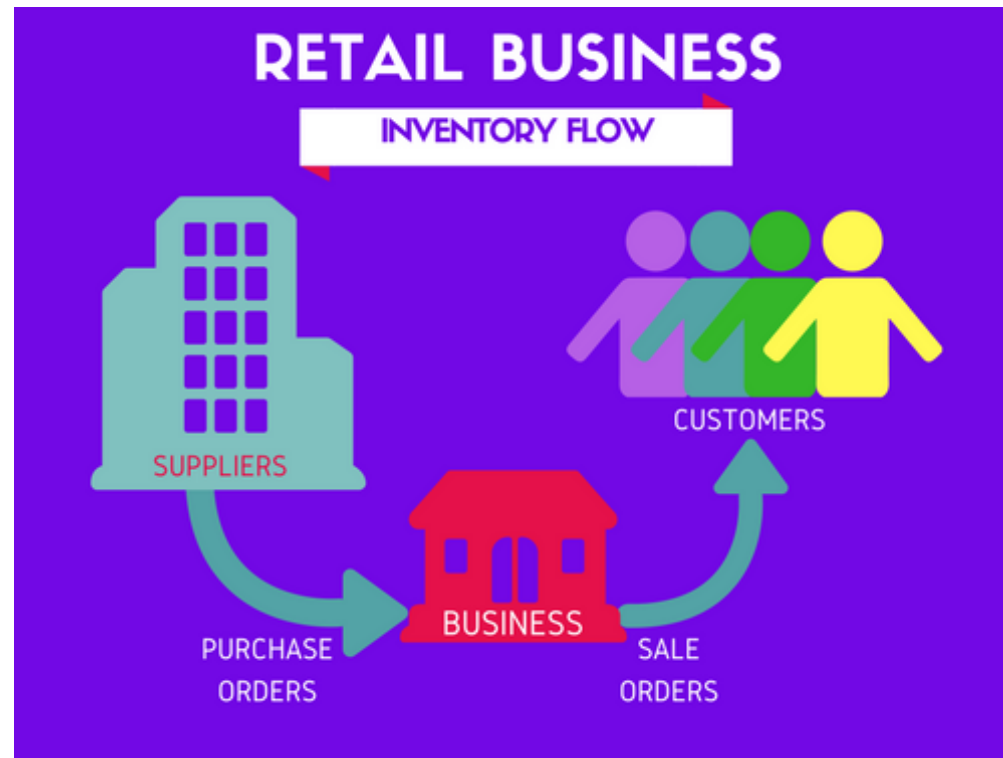 RETAIL BUSINESS
INVENTORY FLOW
SUPPLIERS
CUSTOMERS
BUSINESS
PURCHASE
ORDERS
SALE
ORDERS